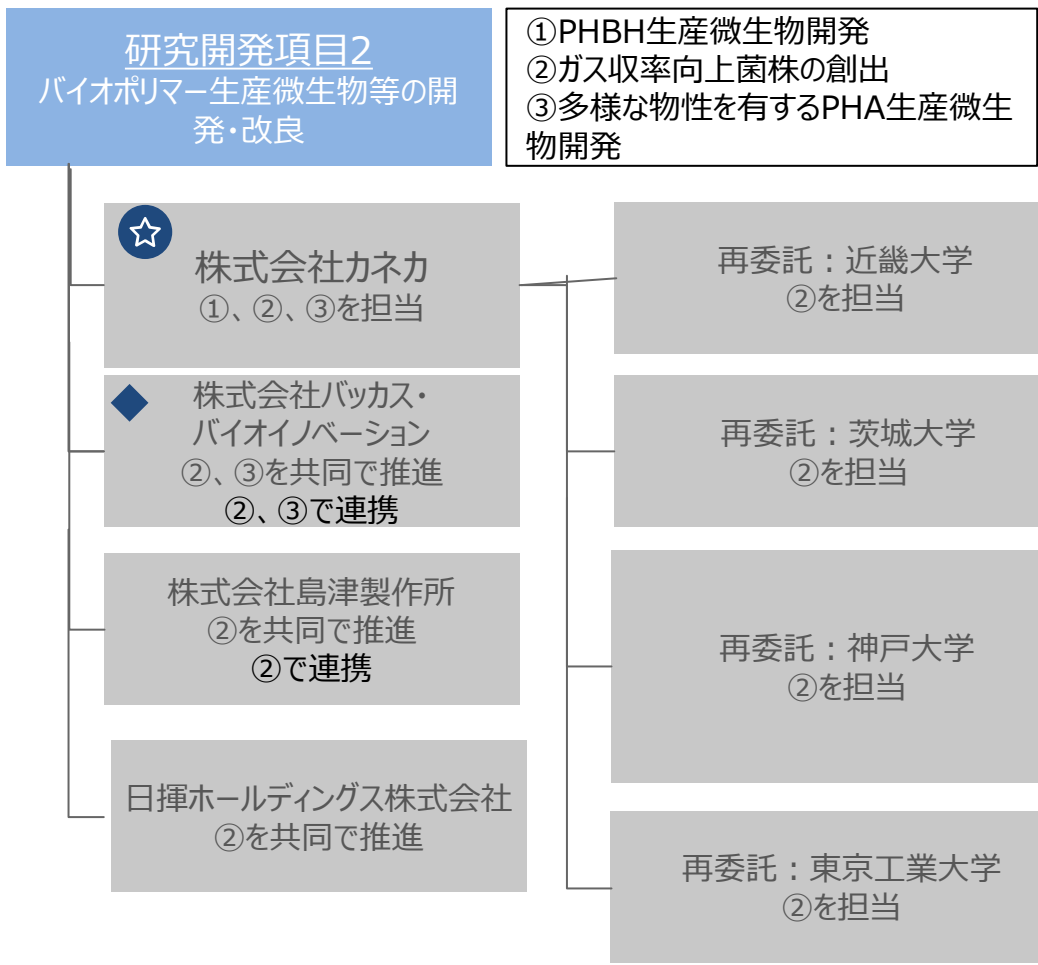 研究開発項目2
バイオポリマー生産微生物等の開
発・改良
①PHBH生産微生物開発
②ガス収率向上菌株の創出
③多様な物性を有するPHA生産微生
物開発
株式会社カネカ
①、②、③を担当
株式会社バッカス・
バイオイノベーション
②、③を共同で推進
②、③で連携
株式会社島津製作所
②を共同で推進
②で連携
日揮ホールディングス株式会社
②を共同で推進
再委託：近畿大学
②を担当
再委託：茨城大学
②を担当
再委託：神戸大学
②を担当
再委託：東京工業大学
②を担当